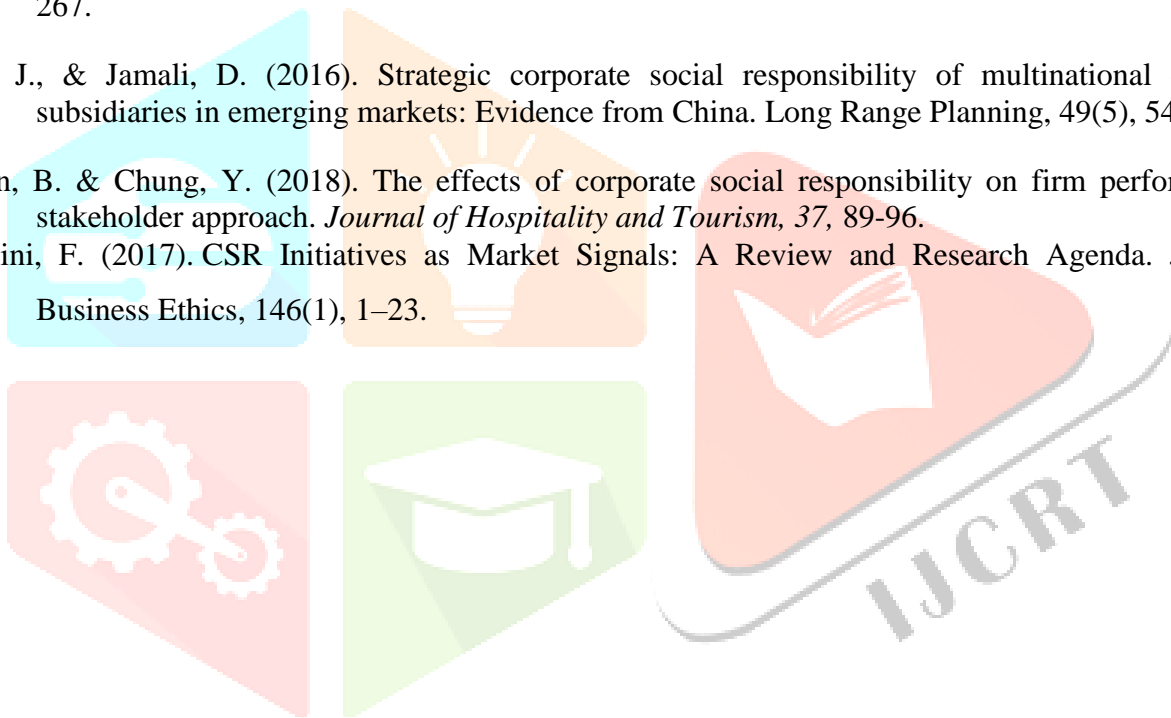 267.
J., & Jamali, D. (2016). Strategic corporate social responsibility of multinational
subsidiaries in emerging markets: Evidence from China. Long Range Planning, 49(5), 54
n, B. & Chung, Y. (2018). The effects of corporate social responsibility on firm perfor
stakeholder approach. Journal of Hospitality and Tourism, 37, 89-96.
ini, F. (2017). CSR Initiatives as Market Signals: A Review and Research Agenda.
Business Ethics, 146(1), 1–23.
IJCRT